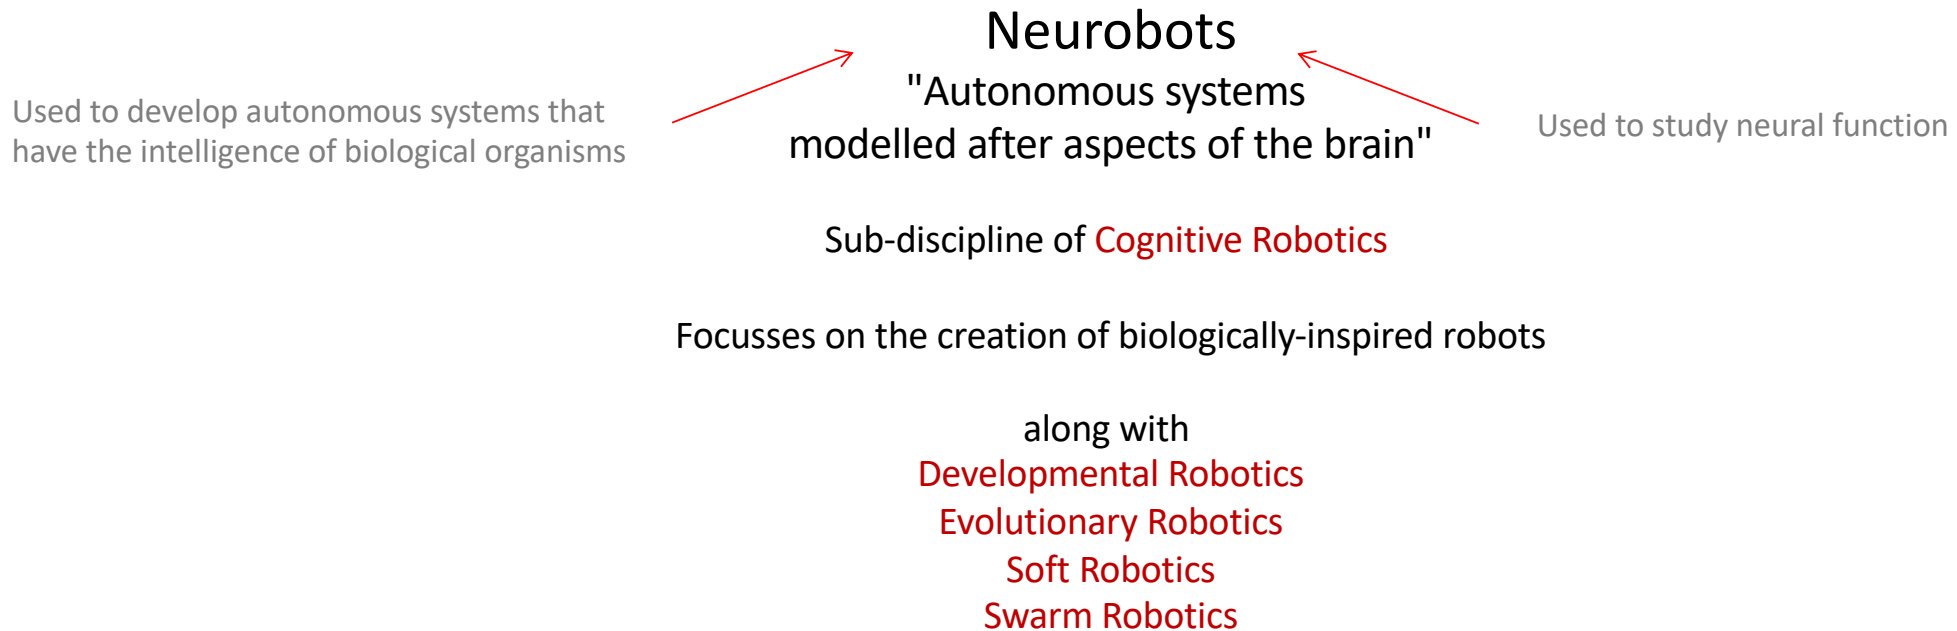 Neurobots
"Autonomous systems
modelled after aspects of the brain"
Used to develop autonomous systems that
have the intelligence of biological organisms
Used to study neural function
Sub-discipline of Cognitive Robotics
Focusses on the creation of biologically-inspired robots
along with
Developmental Robotics
Evolutionary Robotics
Soft Robotics
Swarm Robotics